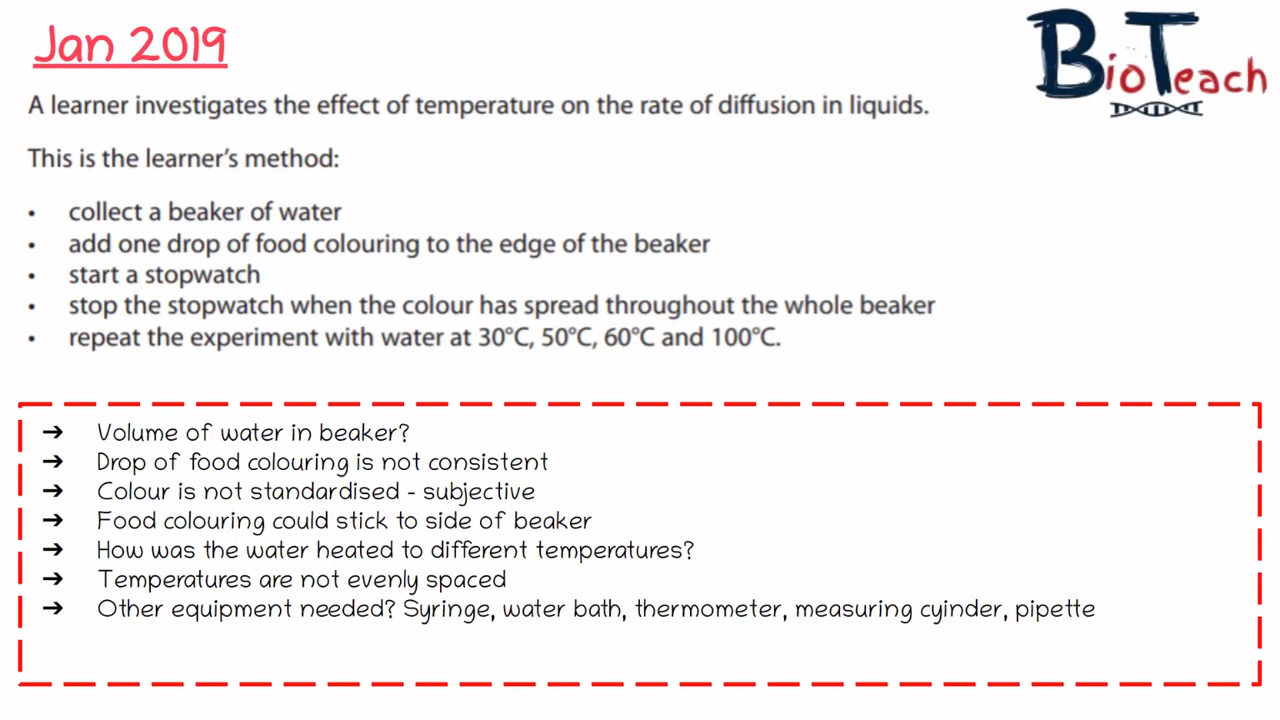 Jan 2019
BioTeach
A learner investigates the effect of temperature on the rate of diffusion in liquids.
This is the learner's method:
• collect a beaker of water
• add one drop of food colouring to the edge of the beaker
• start a stopwatch
• stop the stopwatch when the colour has spread throughout the whole beaker
• repeat the experiment with water at 30°C, 50°C, 60°C and 100°C.
➔ Volume of water in beaker?
➔ Drop of food colouring is not consistent
➔ Colour is not standardised - subjective
➔ Food colouring could stick to side of beaker
➔ How was the water heated to different temperatures?
➔ Temperatures are not evenly spaced
➔ Other equipment needed? Syringe, water bath, thermometer, measuring cyinder, pipette